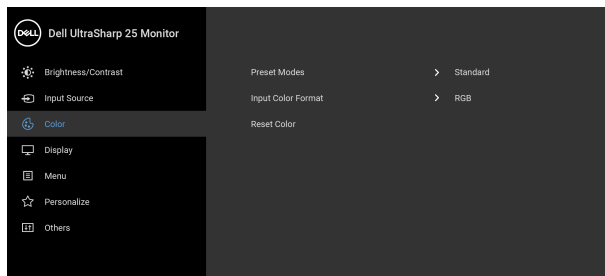 DELL Dell UltraSharp 25 Monitor
Brightness/Contrast
Input Source
Color
Display
Menu
Personalize
Others
Preset Modes Standard
Input Color Format RGB
Reset Color